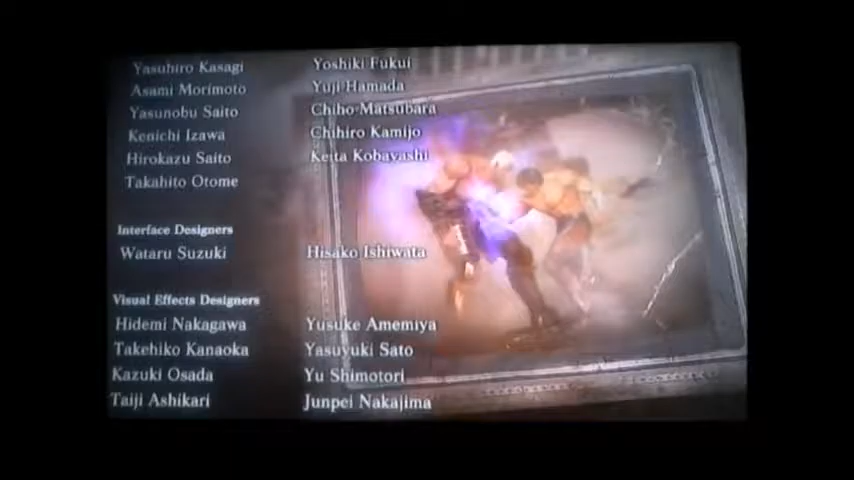 Yasuhiro Kasagi Yoshiki Fukui
Asami Morimoto Yuji Hamada
Yasunobu Saito Chiho Matsubara
Kenichi Izawa Chihiro Kamijo
Hirokazu Saito Keita Kobayashi
Takahito Otome
Interface Designers
Wataru Suzuki Hisako Ishiwata
Visual Effects Designers
Hidemi Nakagawa Yusuke Amemiya
Takehiko Kanaoka Yasuyuki Sato
Kazuki Osada Yu Shimotori
Taiji Ashikari Junpei Nakajima